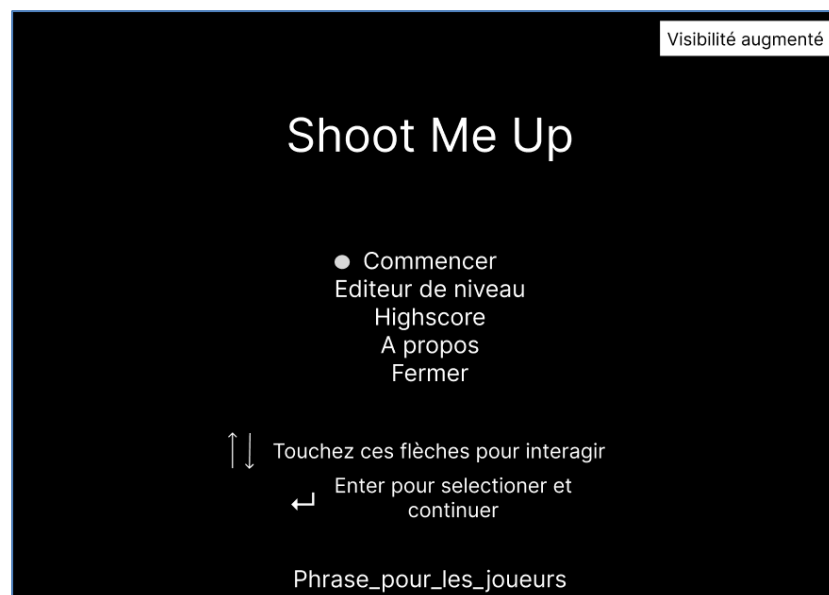 Visibilité augmenté
Shoot Me Up
Commencer
Editeur de niveau
Highscore
A propos
Fermer
Touchez ces flèches pour interagir
Enter pour selectioner et
continuer
Phrase_pour_les_joueurs